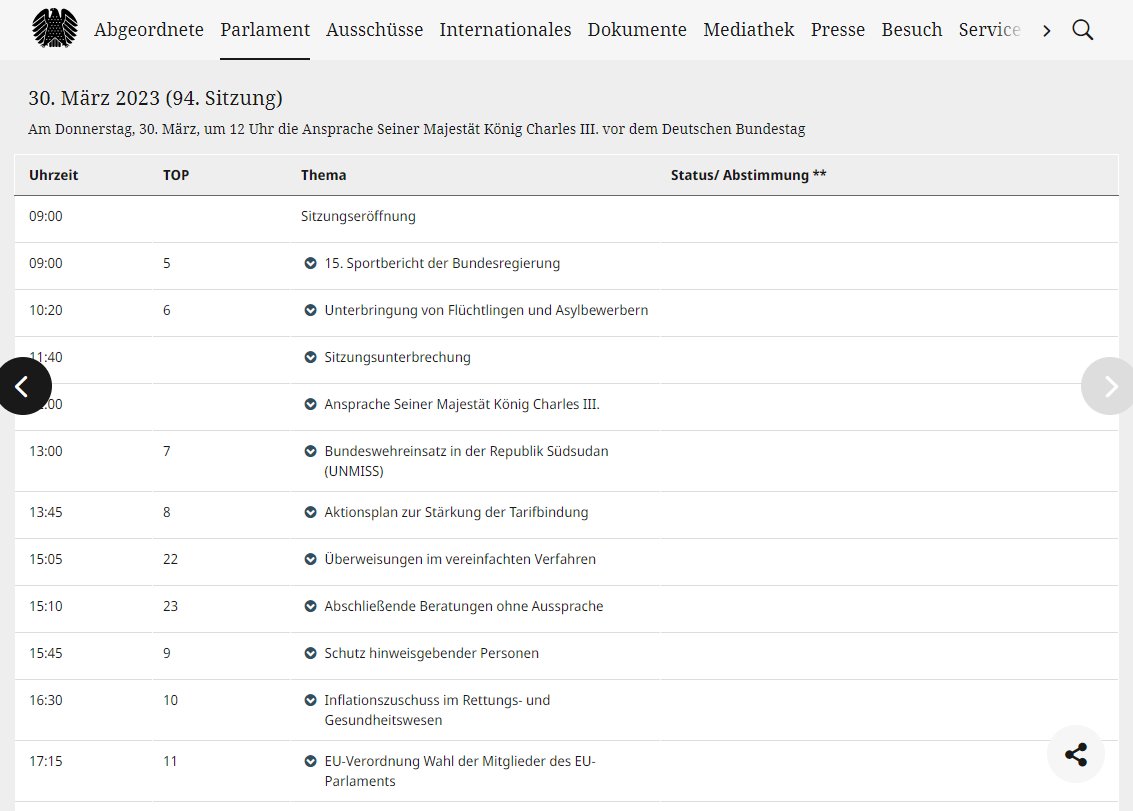 Abgeordnete Parlament Ausschüsse Internationales Dokumente Mediathek Presse Besuch Service
30. März 2023 (94. Sitzung)
Am Donnerstag, 30. März, um 12 Uhr die Ansprache Seiner Majestät König Charles III. vor dem Deutschen Bundestag
Uhrzeit TOP Thema Status/ Abstimmung **
09:00 Sitzungseröffnung
09:00 5 15. Sportbericht der Bundesregierung
10:20 6 Unterbringung von Flüchtlingen und Asylbewerbern
11:40 Sitzungsunterbrechung
:00 Ansprache Seiner Majestät König Charles III.
13:00 7 Bundeswehreinsatz in der Republik Südsudan
(UNMISS)
13:45 8 Aktionsplan zur Stärkung der Tarifbindung
15:05 22 Überweisungen im vereinfachten Verfahren
15:10 23 Abschließende Beratungen ohne Aussprache
15:45 9 Schutz hinweisgebender Personen
16:30 10 Inflationszuschuss im Rettungs- und
Gesundheitswesen
17:15 11 EU-Verordnung Wahl der Mitglieder des EU-
Parlaments